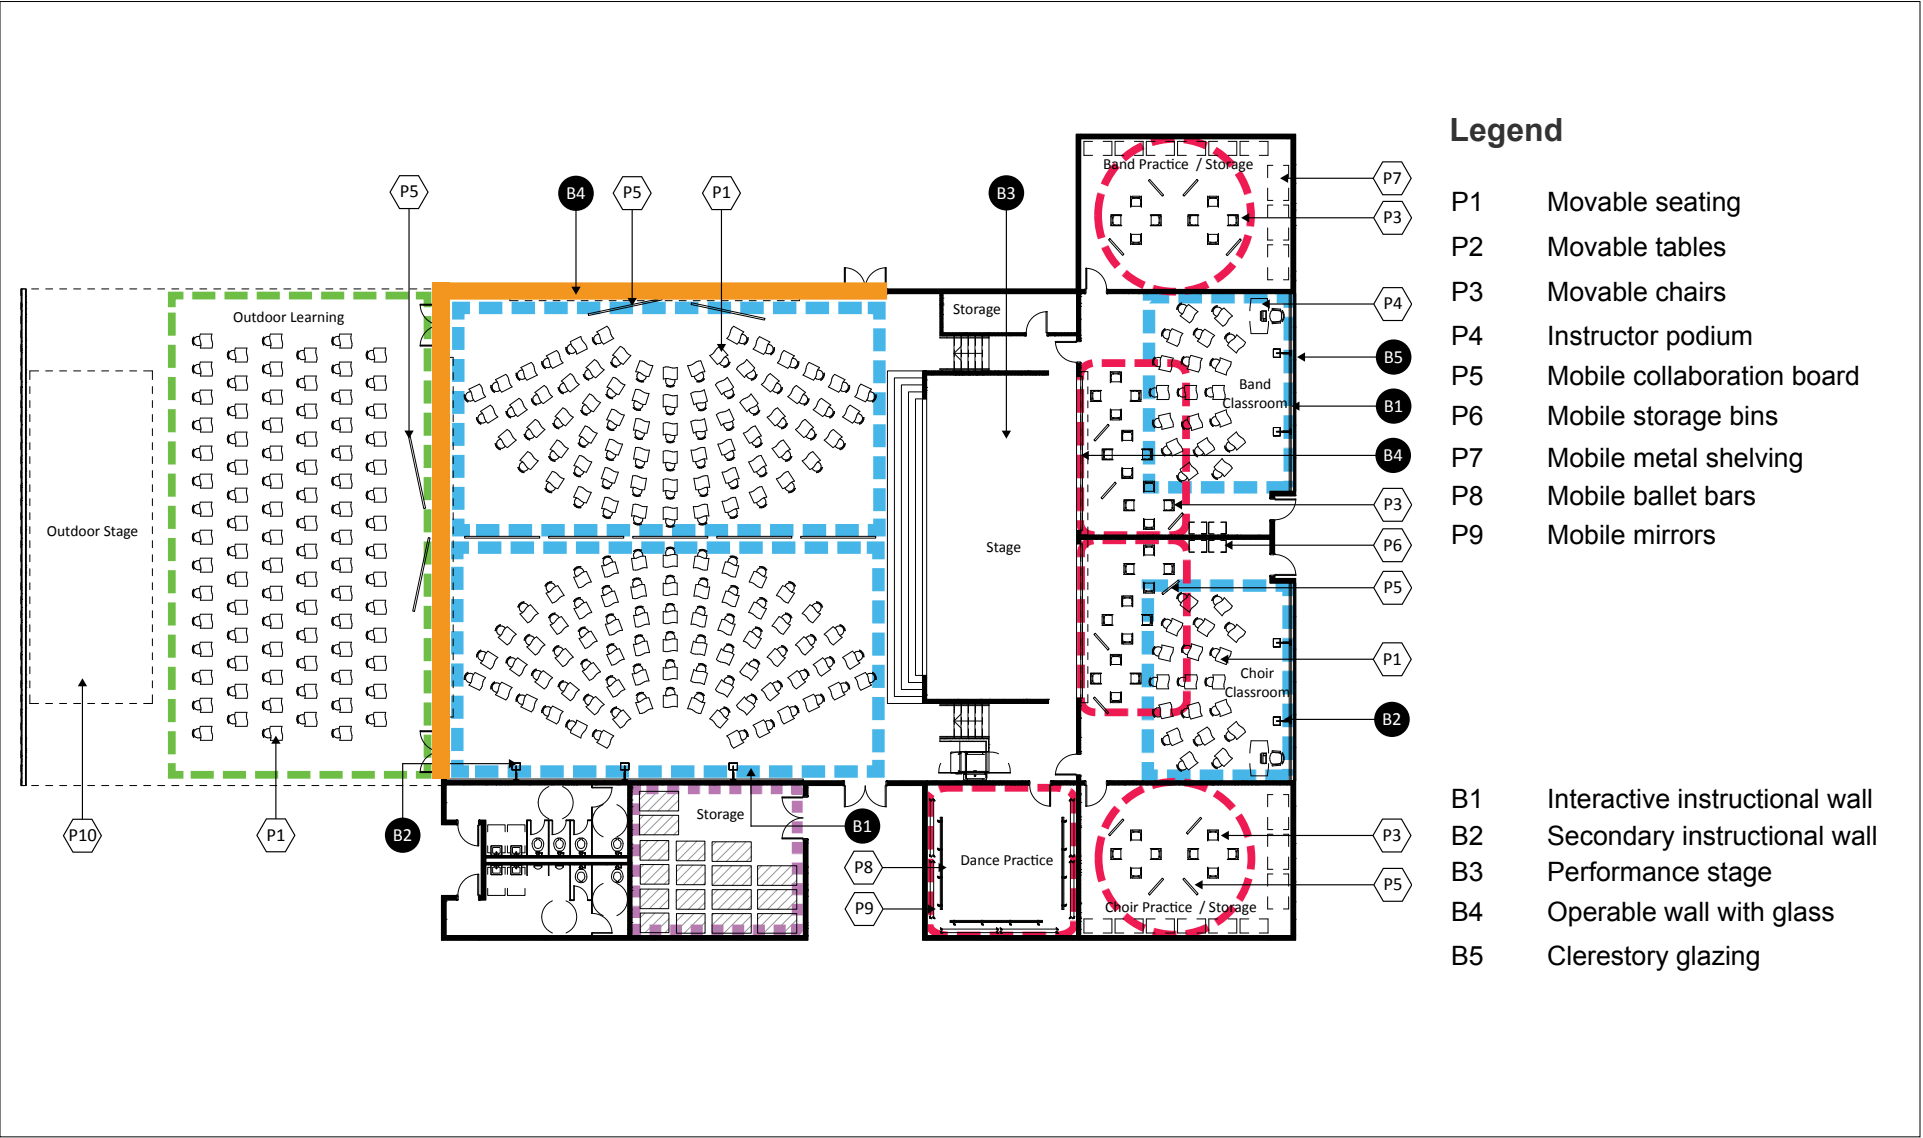 Legend
P1 Movable seating
P2 Movable tables
P3 Movable chairs
P4 Instructor podium
P5 Mobile collaboration board
P6 Mobile storage bins
P7 Mobile metal shelving
P8 Mobile ballet bars
P9 Mobile mirrors
B1 Interactive instructional wall
B2 Secondary instructional wall
B3 Performance stage
B4 Operable wall with glass
B5 Clerestory glazing
P5
B4
P5
P1
B3
Band Practice / Storage
P7
P3
P4
B5
B1
B4
P3
P6
P5
P1
B2
P3
P5
Outdoor Learning
Storage
Band
Classroom
Outdoor Stage
Stage
Choir
Classroom
P10
P1
B2
Storage
B1
P8
P9
Dance Practice
Choir Practice / Storage